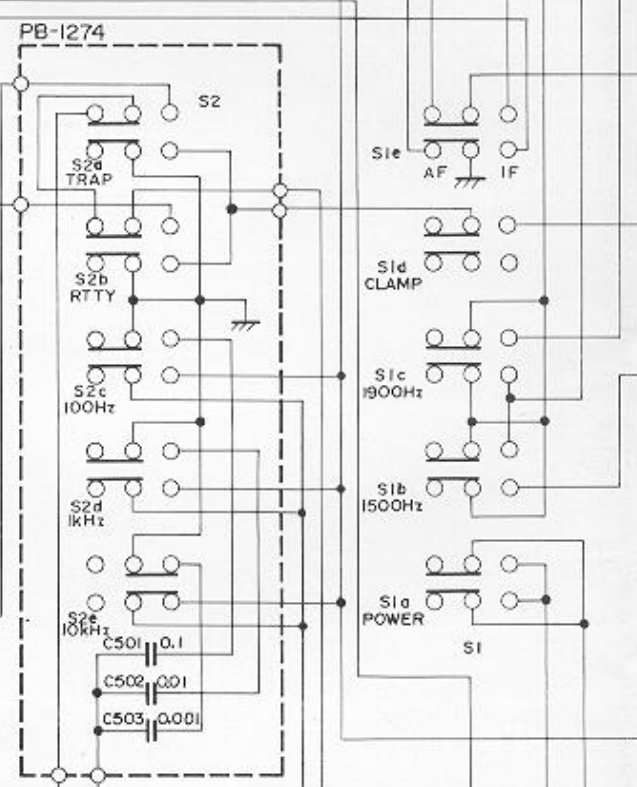 PB-1274
S2
S2a
TRAP
S2b
RTTY
S2c
100Hz
S2d
1kHz
S2e
10kHz
C501 0.1
C502 0.01
C503 0.001
S1e
AF
IF
S1d
CLAMP
S1c
1900Hz
S1b
1500Hz
S1a
POWER
S1